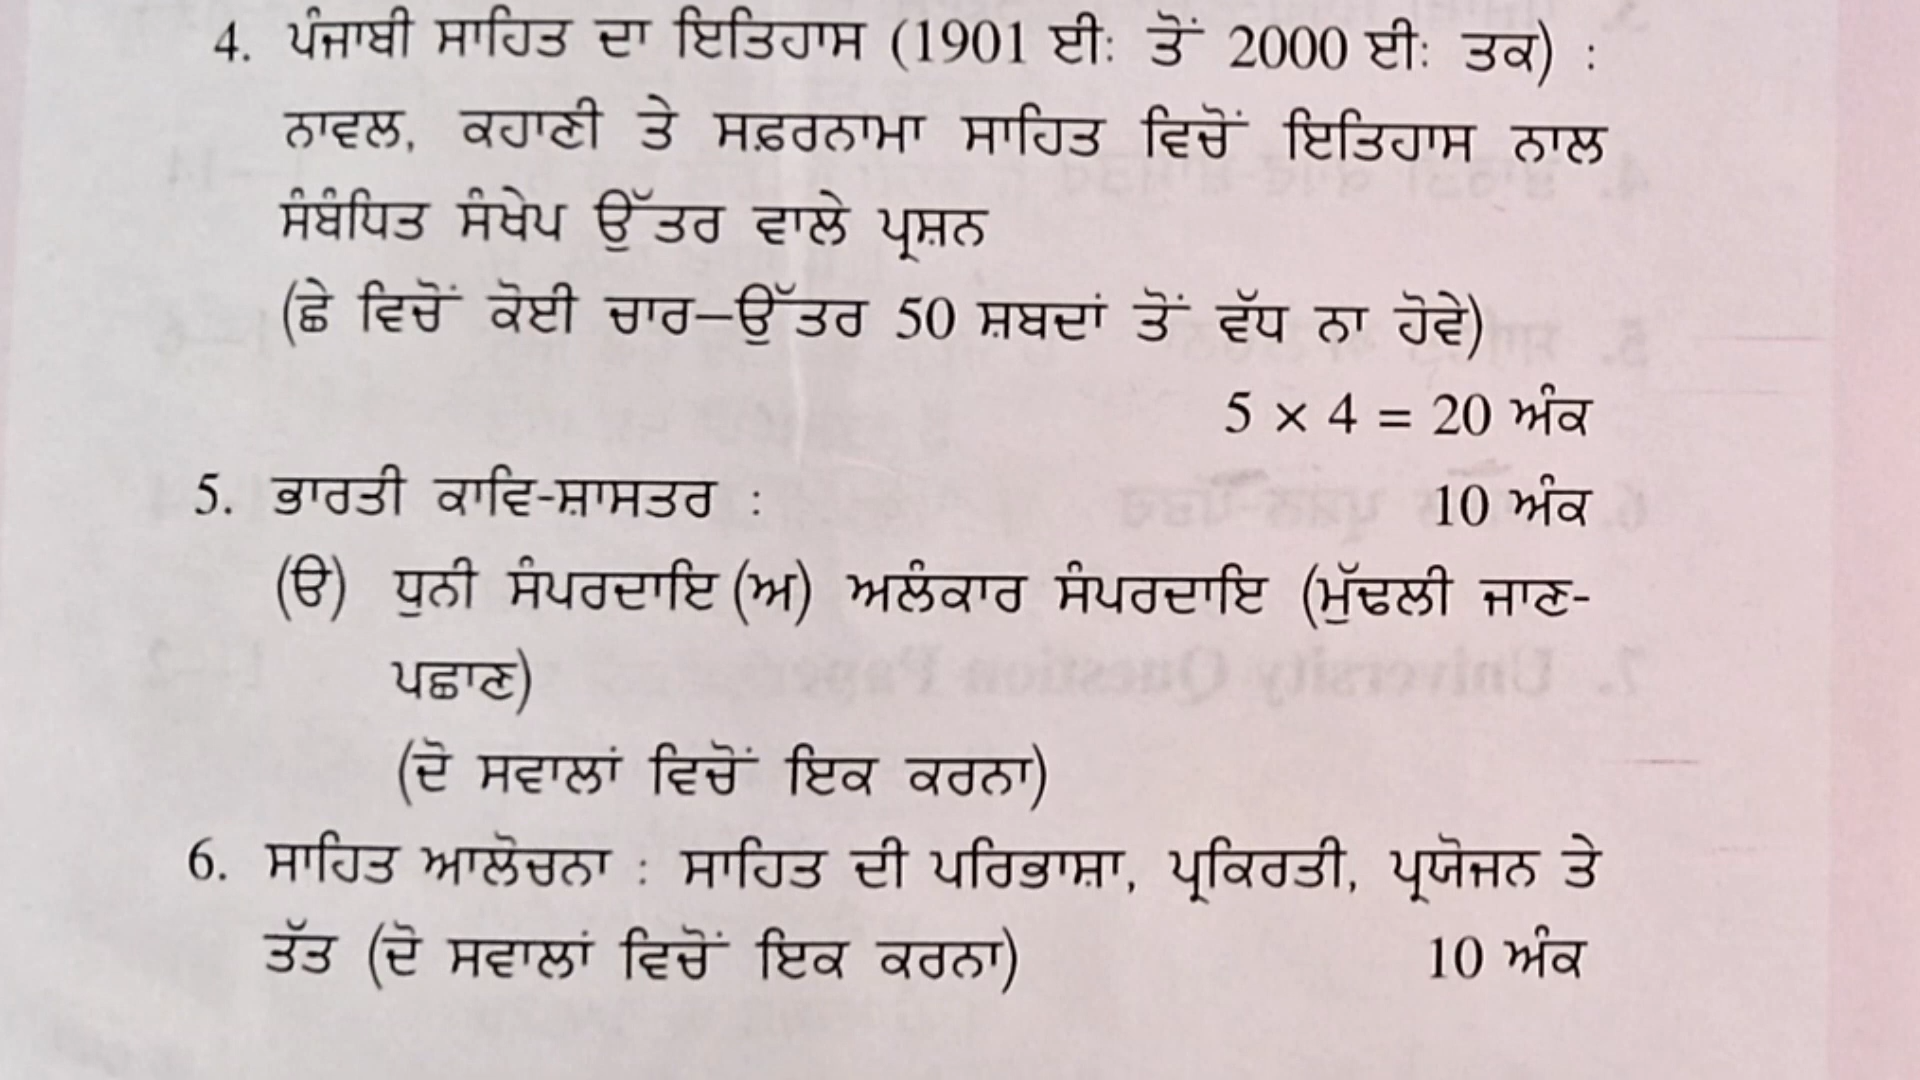 4. ਪੰਜਾਬੀ ਸਾਹਿਤ ਦਾ ਇਤਿਹਾਸ (1901 ਈ: ਤੋਂ 2000 ਈ: ਤਕ) :
ਨਾਵਲ, ਕਹਾਣੀ ਤੇ ਸਫ਼ਰਨਾਮਾ ਸਾਹਿਤ ਵਿਚੋਂ ਇਤਿਹਾਸ ਨਾਲ
ਸੰਬੰਧਿਤ ਸੰਖੇਪ ਉੱਤਰ ਵਾਲੇ ਪ੍ਰਸ਼ਨ
(ਛੇ ਵਿਚੋਂ ਕੋਈ ਚਾਰ–ਉੱਤਰ 50 ਸ਼ਬਦਾਂ ਤੋਂ ਵੱਧ ਨਾ ਹੋਵੇ)
5 × 4 = 20 ਅੰਕ
5. ਭਾਰਤੀ ਕਾਵਿ-ਸ਼ਾਸਤਰ : 10 ਅੰਕ
(ੳ) ਧੁਨੀ ਸੰਪਰਦਾਇ (ਅ) ਅਲੰਕਾਰ ਸੰਪਰਦਾਇ (ਮੁੱਢਲੀ ਜਾਣ-
ਪਛਾਣ)
(ਦੋ ਸਵਾਲਾਂ ਵਿਚੋਂ ਇਕ ਕਰਨਾ)
6. ਸਾਹਿਤ ਆਲੋਚਨਾ : ਸਾਹਿਤ ਦੀ ਪਰਿਭਾਸ਼ਾ, ਪ੍ਰਕਿਰਤੀ, ਪ੍ਰਯੋਜਨ ਤੇ
ਤੱਤ (ਦੋ ਸਵਾਲਾਂ ਵਿਚੋਂ ਇਕ ਕਰਨਾ) 10 ਅੰਕ